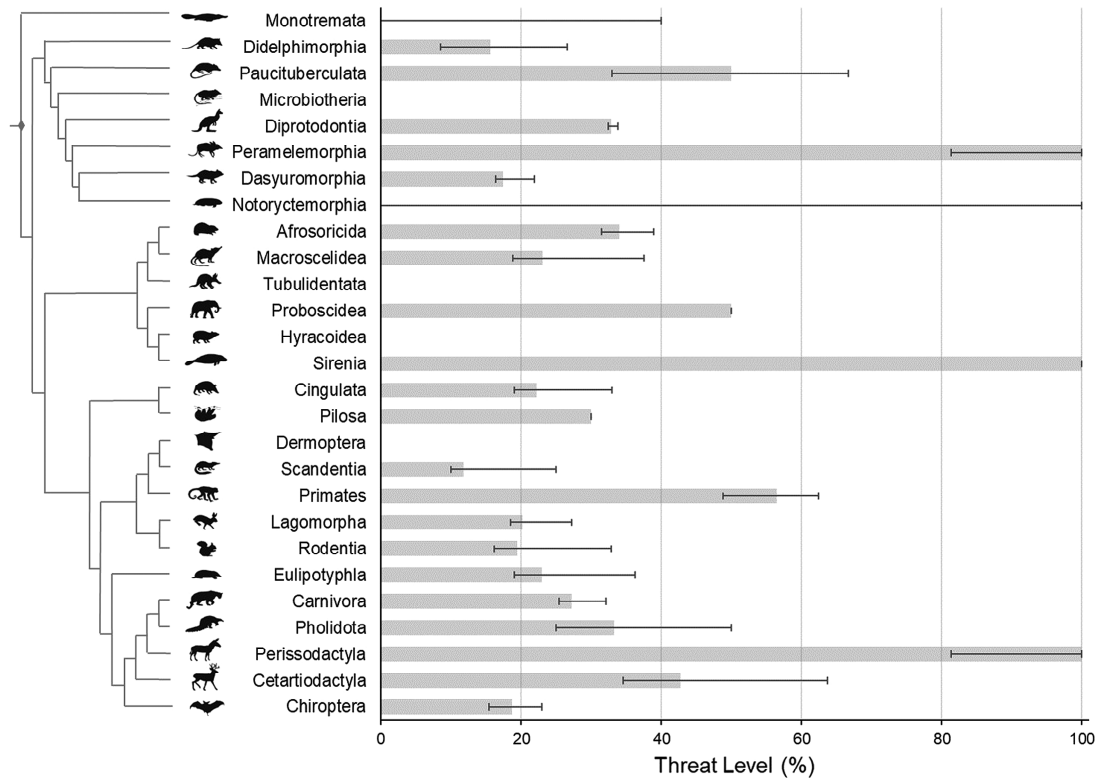 Monotremata
Didelphimorphia
Paucituberculata
Microbiotheria
Diprotodontia
Peramelemorphia
Dasyuromorphia
Notoryctemorphia
Afrosoricida
Macroscelidea
Tubulidentata
Proboscidea
Hyracoidea
Sirenia
Cingulata
Pilosa
Dermoptera
Scandentia
Primates
Lagomorpha
Rodentia
Eulipotyphla
Carnivora
Pholidota
Perissodactyla
Cetartiodactyla
Chiroptera
0 20 40 60 80 100
Threat Level (%)